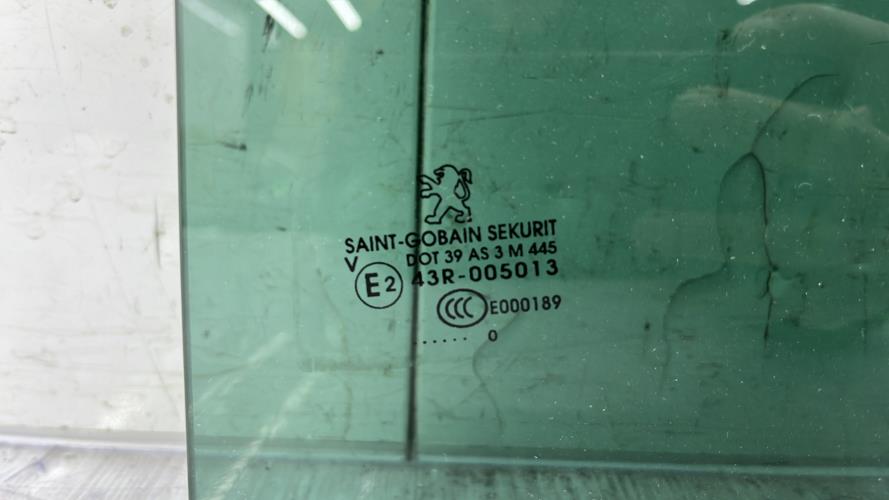 SAINT-GOBAIN SEKURIT
V DOT 39 AS 3 M 445
E2 43R-005013
CCC E000189
...... 0